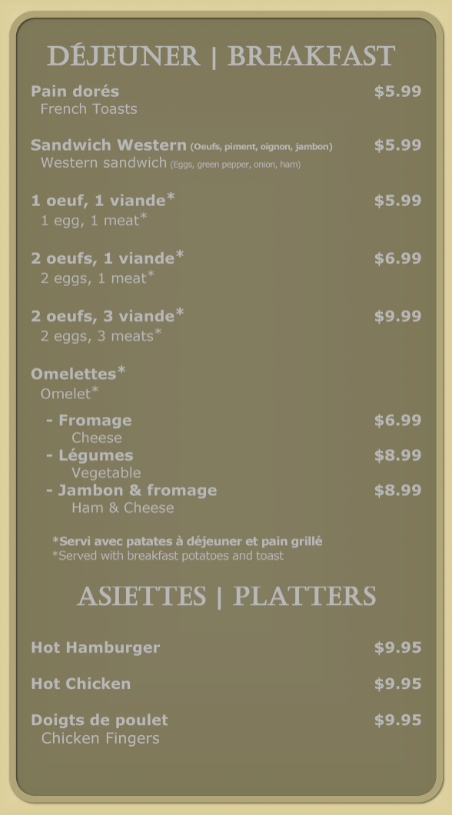 DÉJEUNER | BREAKFAST
Pain dorés $5.99
French Toasts
Sandwich Western (Oeufs, piment, oignon, jambon) $5.99
Western sandwich (Eggs, green pepper, onion, ham)
1 oeuf, 1 viande* $5.99
1 egg, 1 meat*
2 oeufs, 1 viande* $6.99
2 eggs, 1 meat*
2 oeufs, 3 viande* $9.99
2 eggs, 3 meats*
Omelettes*
Omelet*
- Fromage $6.99
Cheese
- Légumes $8.99
Vegetable
- Jambon & fromage $8.99
Ham & Cheese
*Servi avec patates à déjeuner et pain grillé
*Served with breakfast potatoes and toast
ASIETTES | PLATTERS
Hot Hamburger $9.95
Hot Chicken $9.95
Doigts de poulet $9.95
Chicken Fingers